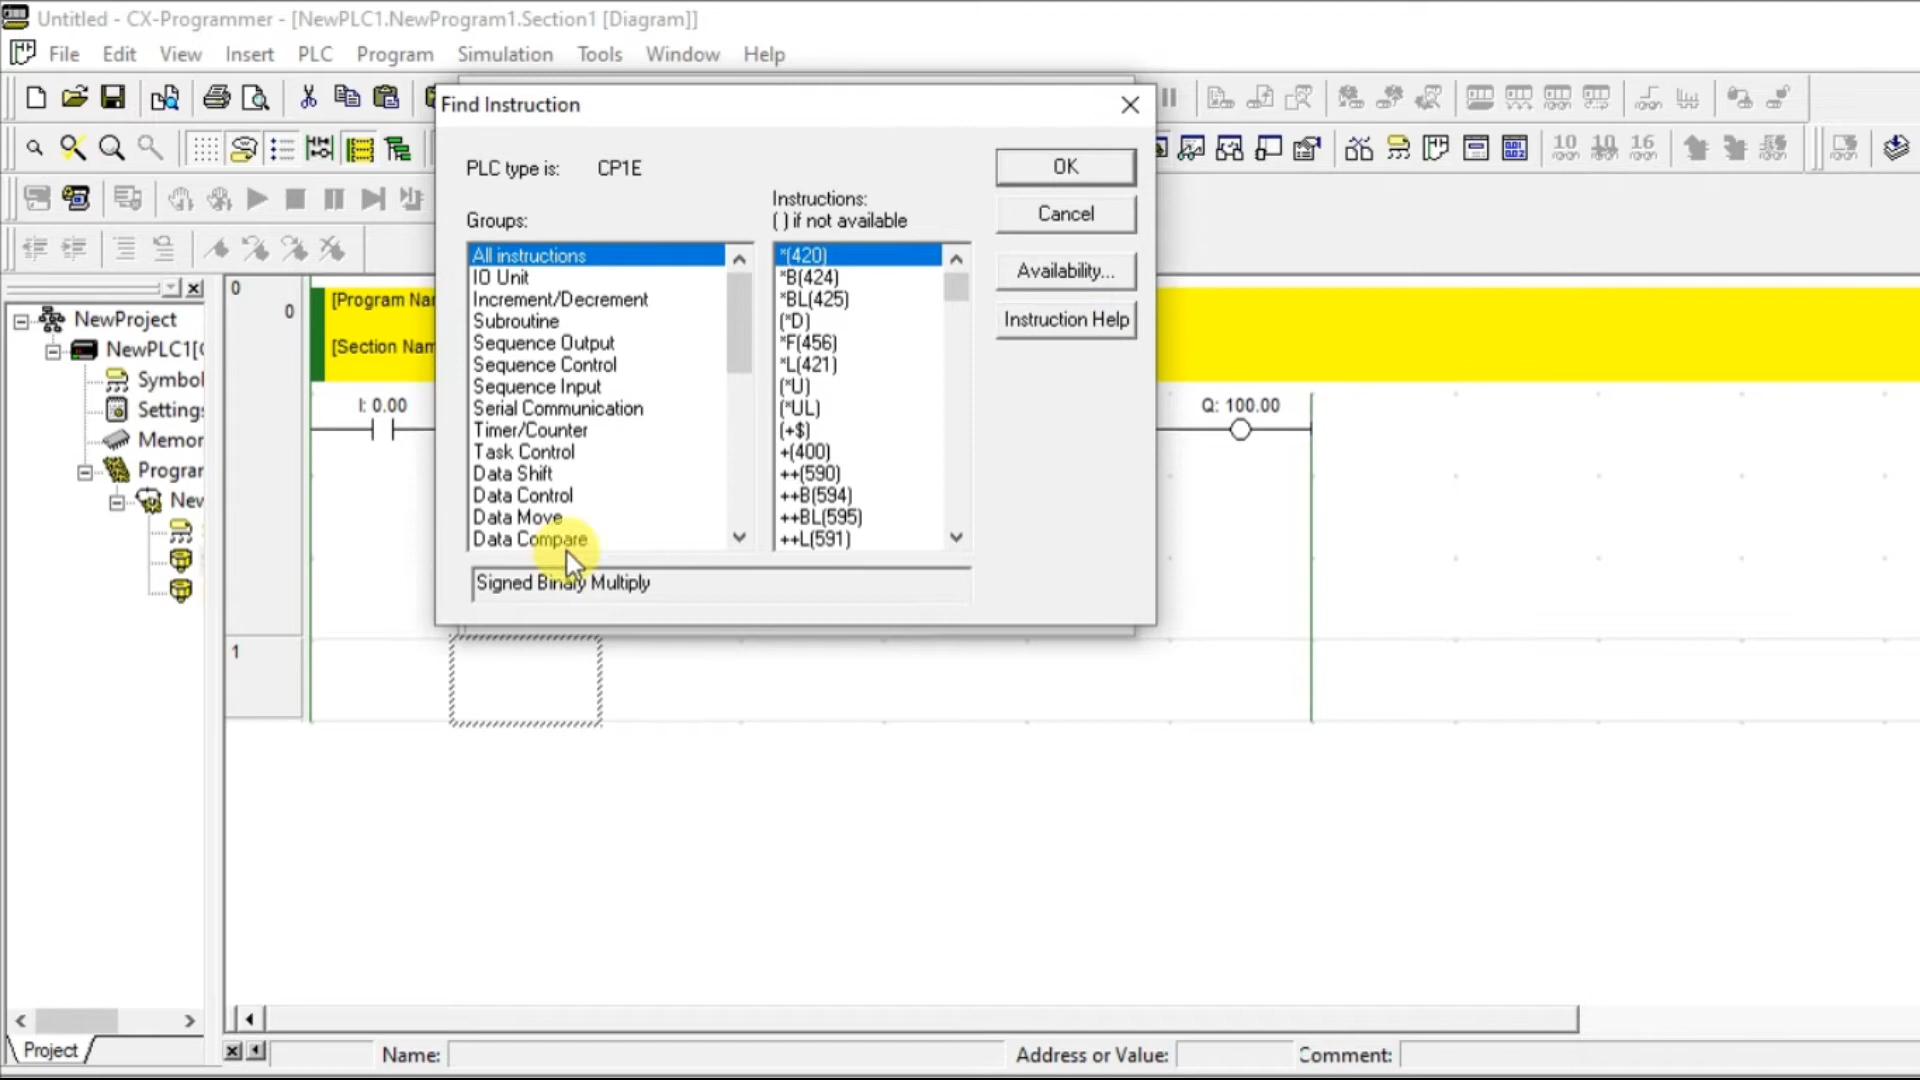 Untitled - CX-Programmer - [NewPLC1.NewProgram1.Section1 [Diagram]]
File Edit View Insert PLC Program Simulation Tools Window Help
Find Instruction
PLC type is: CP1E
OK
Cancel
Availability...
Instruction Help
Groups:
Instructions:
( ) if not available
All instructions
IO Unit
Increment/Decrement
Subroutine
Sequence Output
Sequence Control
Sequence Input
Serial Communication
Timer/Counter
Task Control
Data Shift
Data Control
Data Move
Data Compare
*(420)
*B(424)
*BL(425)
(*D)
*F(456)
*L(421)
(*U)
(*UL)
(+$)
+(400)
++(590)
++B(594)
++BL(595)
++L(591)
Signed Binary Multiply
10 10 16
NewProject
NewPLC1[
Symbol
Settings
Memor
Program
New
0
0
[Program Nam
[Section Nam
I: 0.00
Q: 100.00
1
Project
Name:
Address or Value:
Comment: